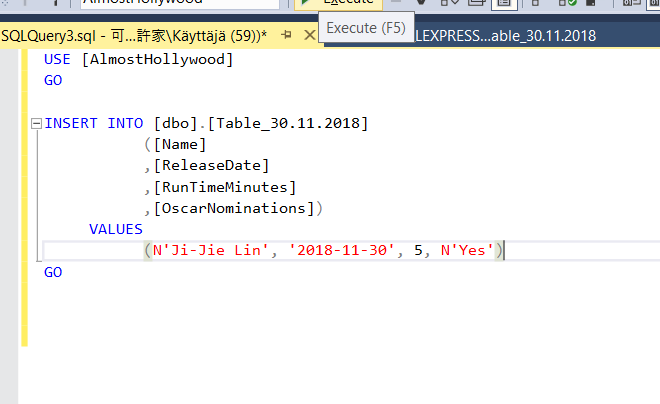 AlmostHollywood
Execute
SQLQuery3.sql - 可...許家\Käyttäjä (59))*
Execute (F5)
LEXPRESS...able_30.11.2018
USE [AlmostHollywood]
GO
INSERT INTO [dbo].[Table_30.11.2018]
([Name]
,[ReleaseDate]
,[RunTimeMinutes]
,[OscarNominations])
VALUES
(N'Ji-Jie Lin', '2018-11-30', 5, N'Yes')
GO